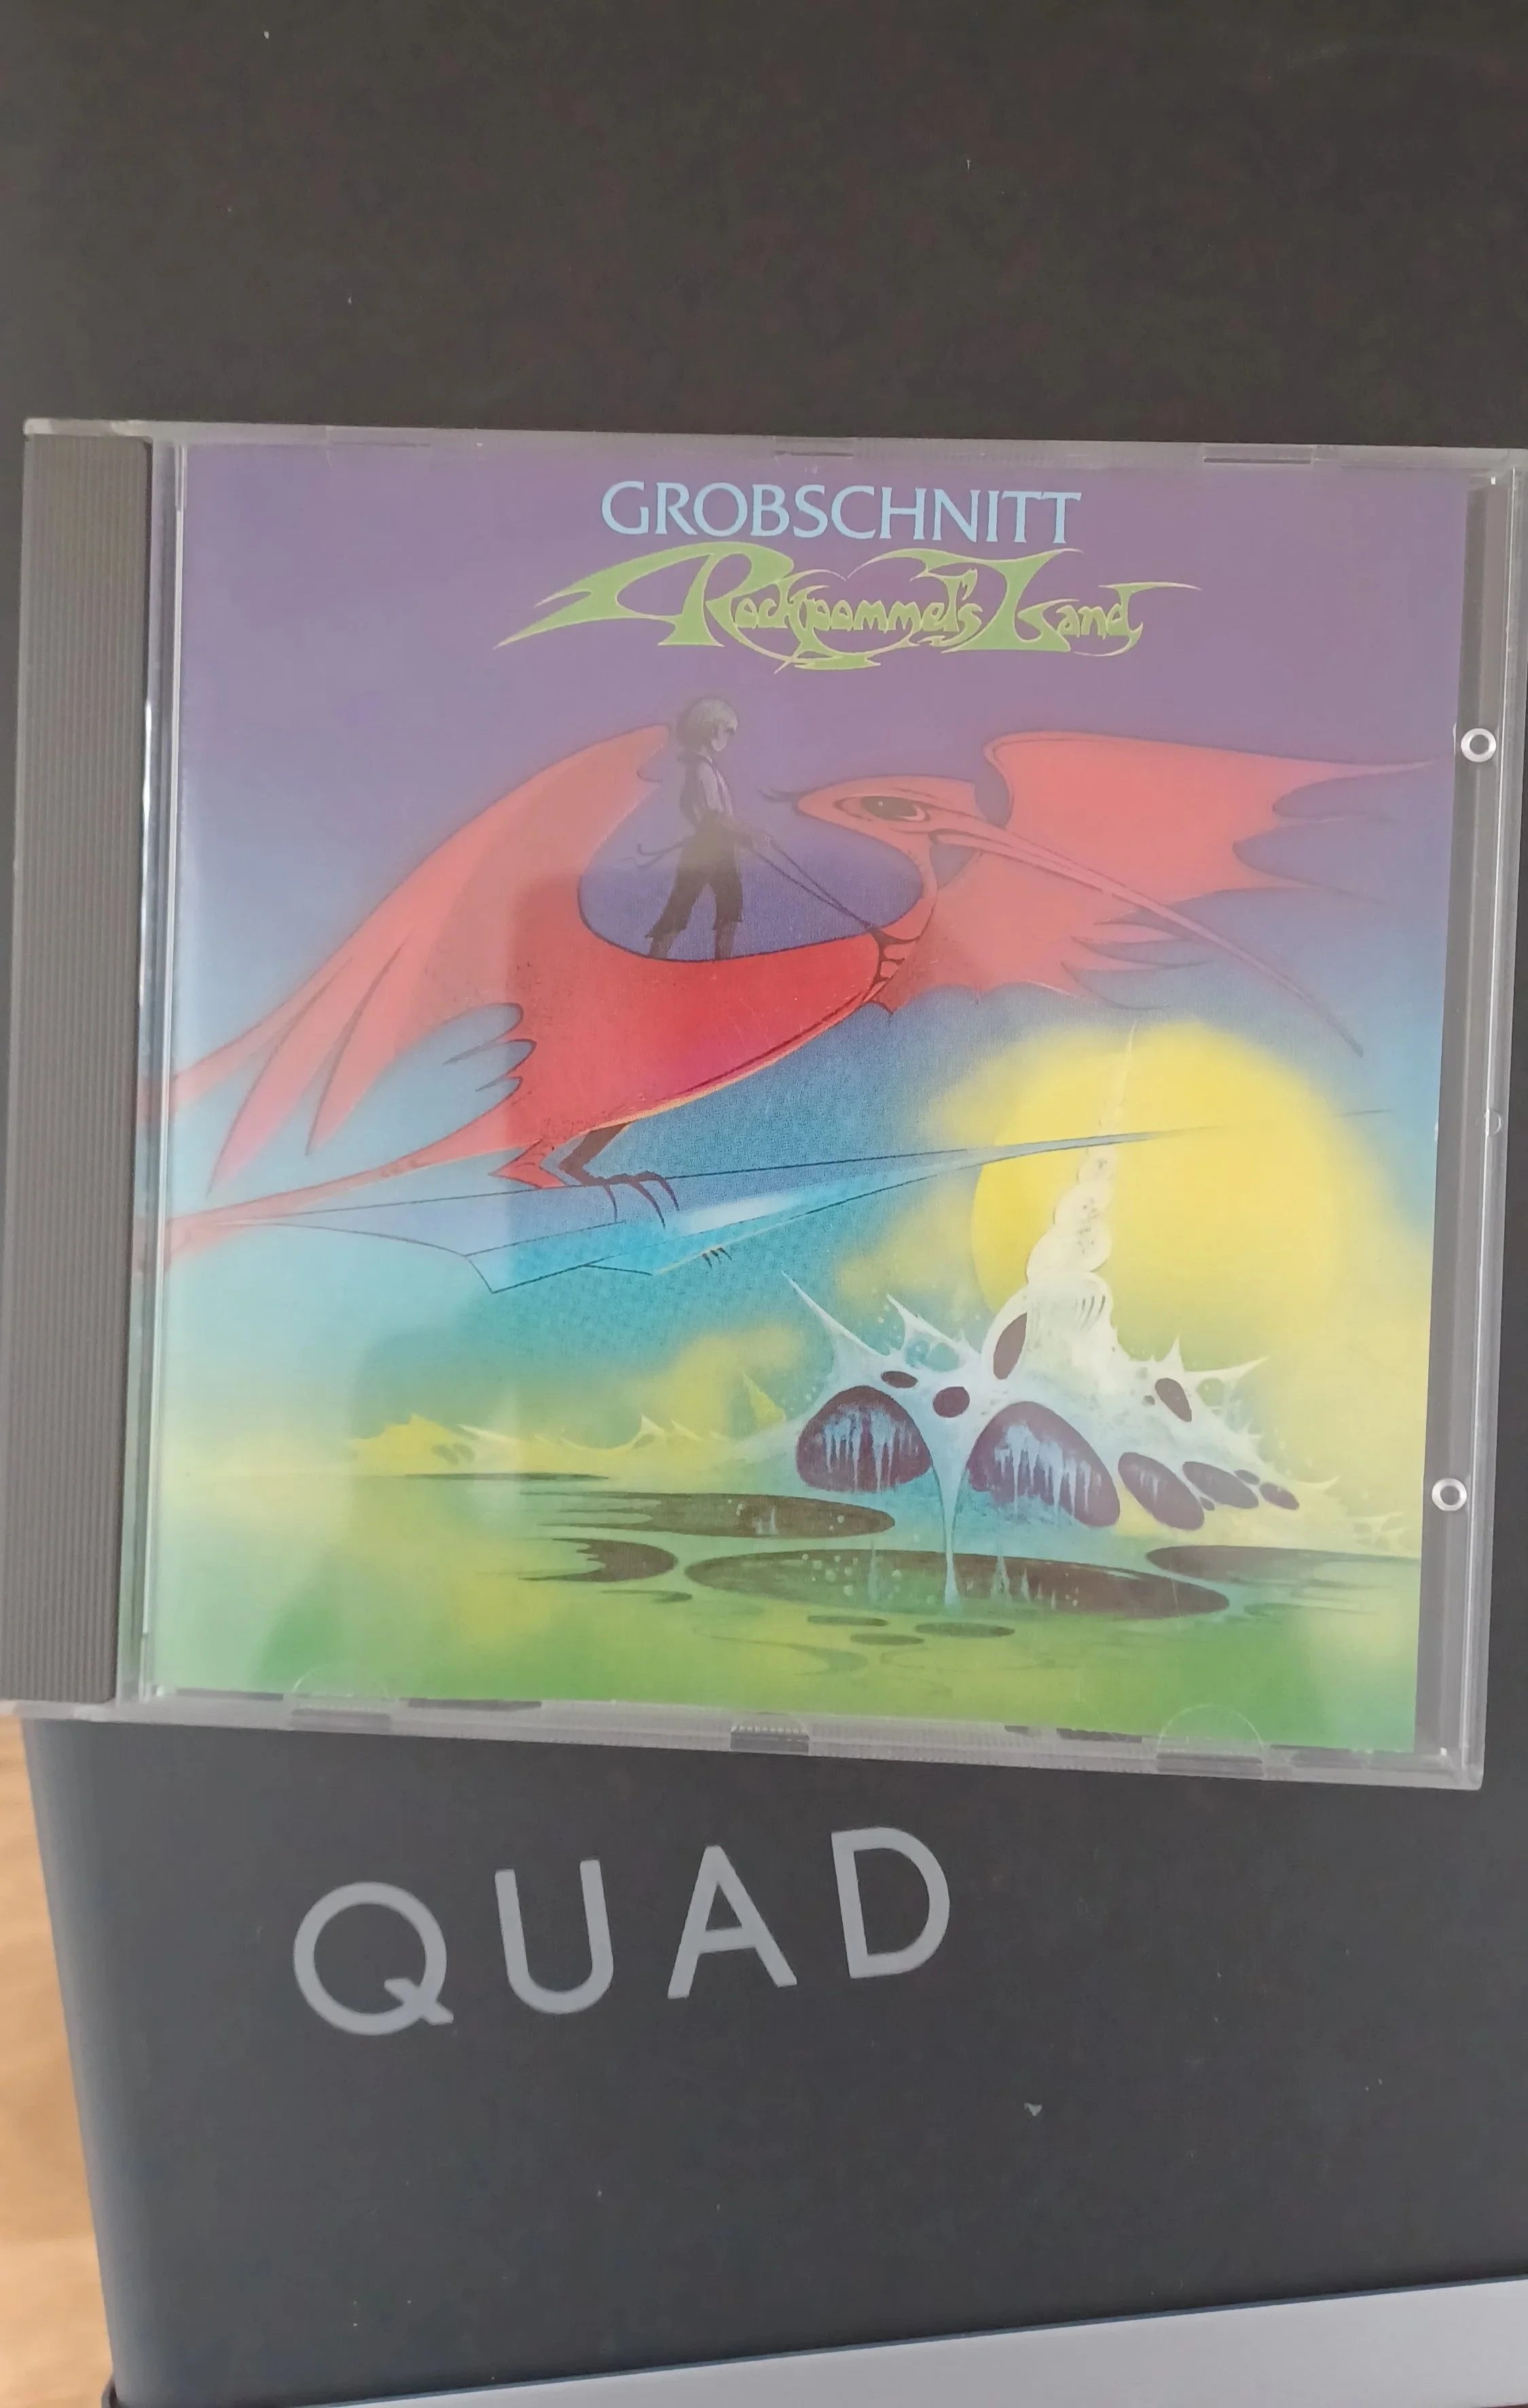 GROBSCHNITT
Rockpommel's Land
QUAD